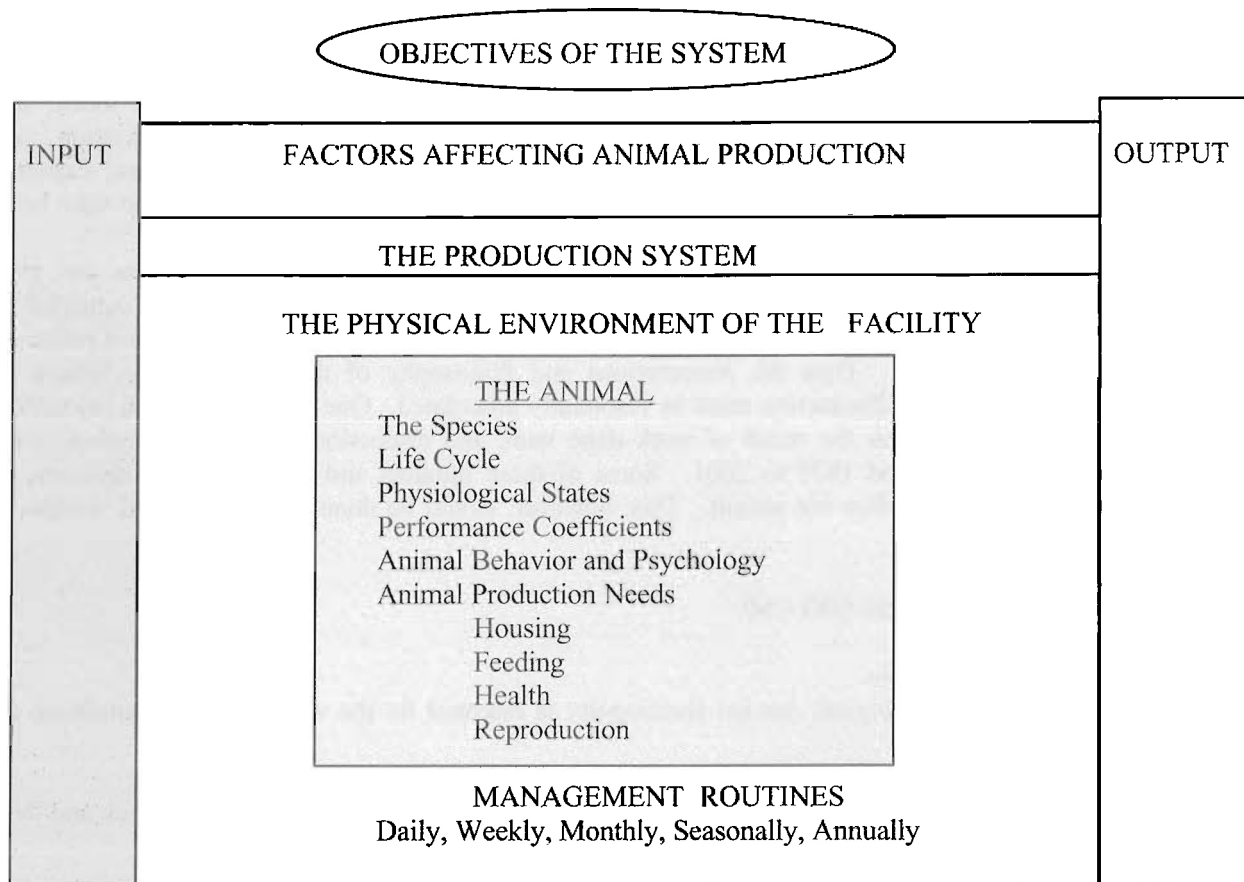 OBJECTIVES OF THE SYSTEM
INPUT
FACTORS AFFECTING ANIMAL PRODUCTION
OUTPUT
THE PRODUCTION SYSTEM
THE PHYSICAL ENVIRONMENT OF THE FACILITY
THE ANIMAL
The Species
Life Cycle
Physiological States
Performance Coefficients
Animal Behavior and Psychology
Animal Production Needs
Housing
Feeding
Health
Reproduction
MANAGEMENT ROUTINES
Daily, Weekly, Monthly, Seasonally, Annually